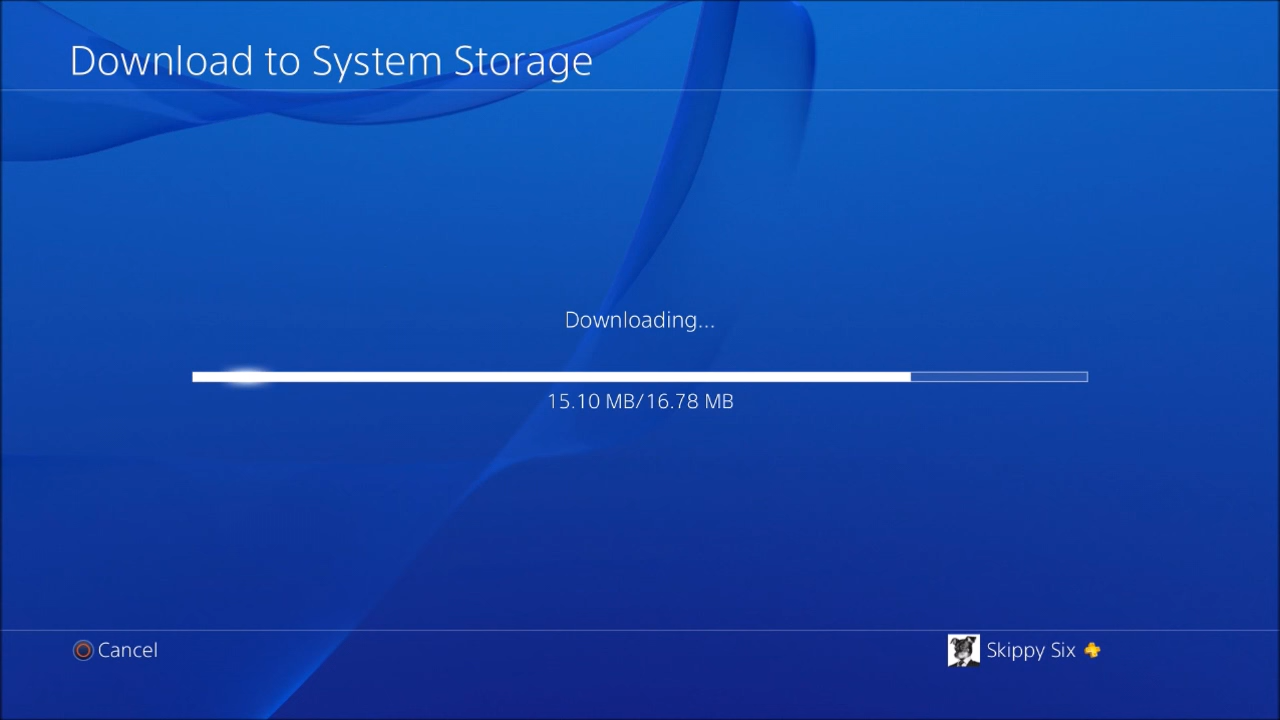 Download to System Storage
Downloading...
15.10 MB/16.78 MB
Cancel
Skippy Six